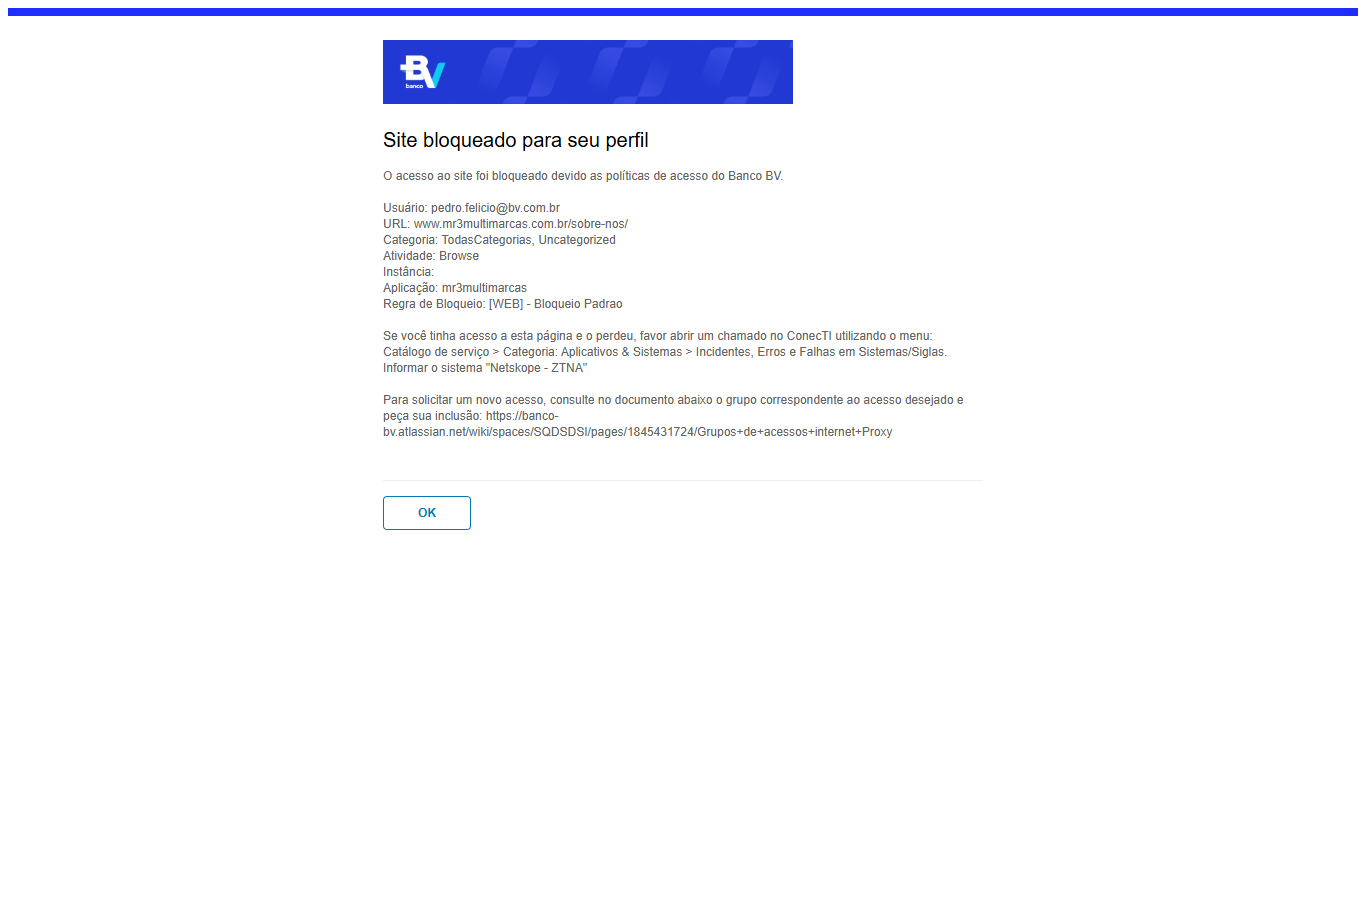 BV
banco
Site bloqueado para seu perfil
O acesso ao site foi bloqueado devido as políticas de acesso do Banco BV.
Usuário: pedro.felicio@bv.com.br
URL: www.mr3multimarcas.com.br/sobre-nos/
Categoria: TodasCategorias, Uncategorized
Atividade: Browse
Instância:
Aplicação: mr3multimarcas
Regra de Bloqueio: [WEB] - Bloqueio Padrao
Se você tinha acesso a esta página e o perdeu, favor abrir um chamado no ConecTI utilizando o menu:
Catálogo de serviço > Categoria: Aplicativos & Sistemas > Incidentes, Erros e Falhas em Sistemas/Siglas.
Informar o sistema "Netskope - ZTNA"
Para solicitar um novo acesso, consulte no documento abaixo o grupo correspondente ao acesso desejado e
peça sua inclusão: https://banco-
bv.atlassian.net/wiki/spaces/SQDSDSI/pages/1845431724/Grupos+de+acessos+internet+Proxy
OK